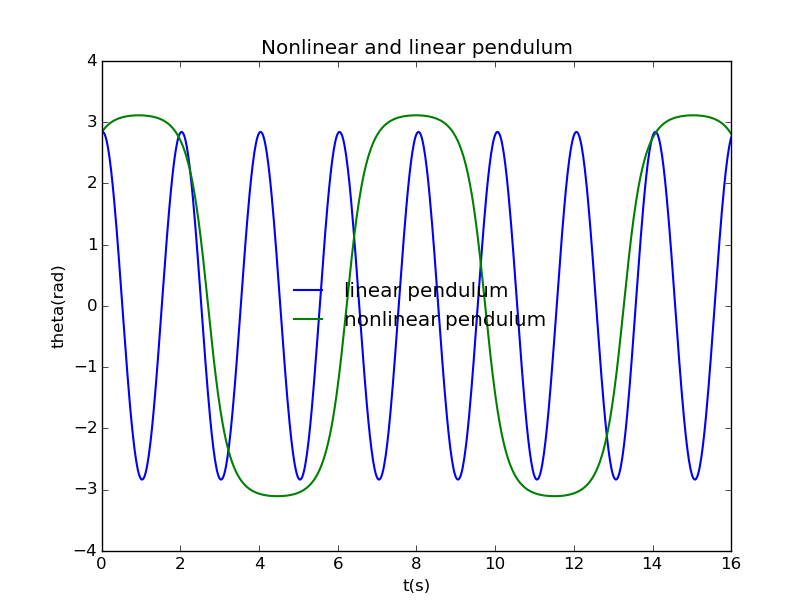 Nonlinear and linear pendulum
4
3
2
1
0
−1
−2
−3
−4
theta(rad)
linear pendulum
nonlinear pendulum
0 2 4 6 8 10 12 14 16
t(s)